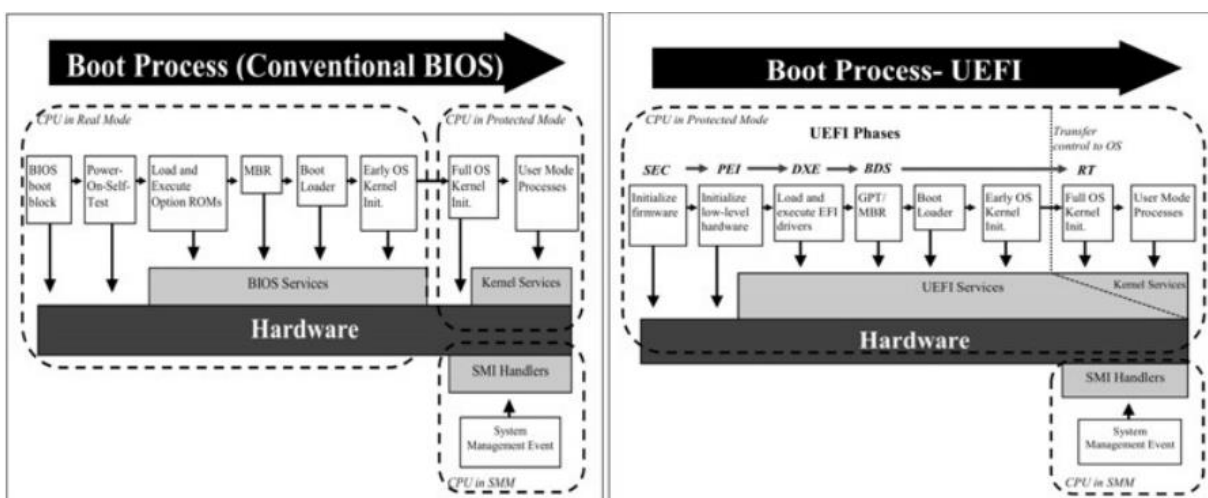 Boot Process (Conventional BIOS)
CPU in Real Mode
CPU in Protected Mode
BIOS
boot
block
Power-
On-Self-
Test
Load and
Execute
Option ROMs
MBR
Boot
Loader
Early OS
Kernel
Init.
Full OS
Kernel
Init.
User Mode
Processes
BIOS Services
Kernel Services
Hardware
SMI Handlers
System
Management Event
CPU in SMM
Boot Process- UEFI
CPU in Protected Mode
UEFI Phases
Transfer
control to OS
SEC
PEI
DXE
BDS
RT
Initialize
firmware
Initialize
low-level
hardware
Load and
execute EFI
drivers
GPT/
MBR
Boot
Loader
Early OS
Kernel
Init.
Full OS
Kernel
Init.
User Mode
Processes
UEFI Services
Kernel Services
Hardware
SMI Handlers
System
Management Event
CPU in SMM